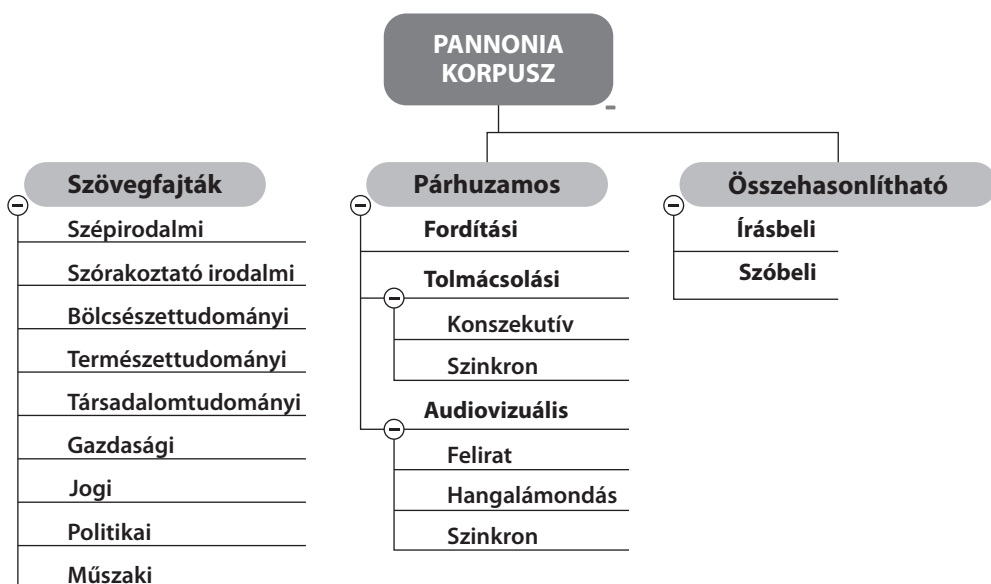 PANNONIA
KORPUSZ
Szövegfajták
Szépirodalmi
Szórakoztató irodalmi
Bölcsészettudományi
Természettudományi
Társadalomtudományi
Gazdasági
Jogi
Politikai
Műszaki
Párhuzamos
Fordítási
Tolmácsolási
Konszekutív
Szinkron
Audiovizuális
Felirat
Hangalámondás
Szinkron
Összehasonlítható
Írásbeli
Szóbeli